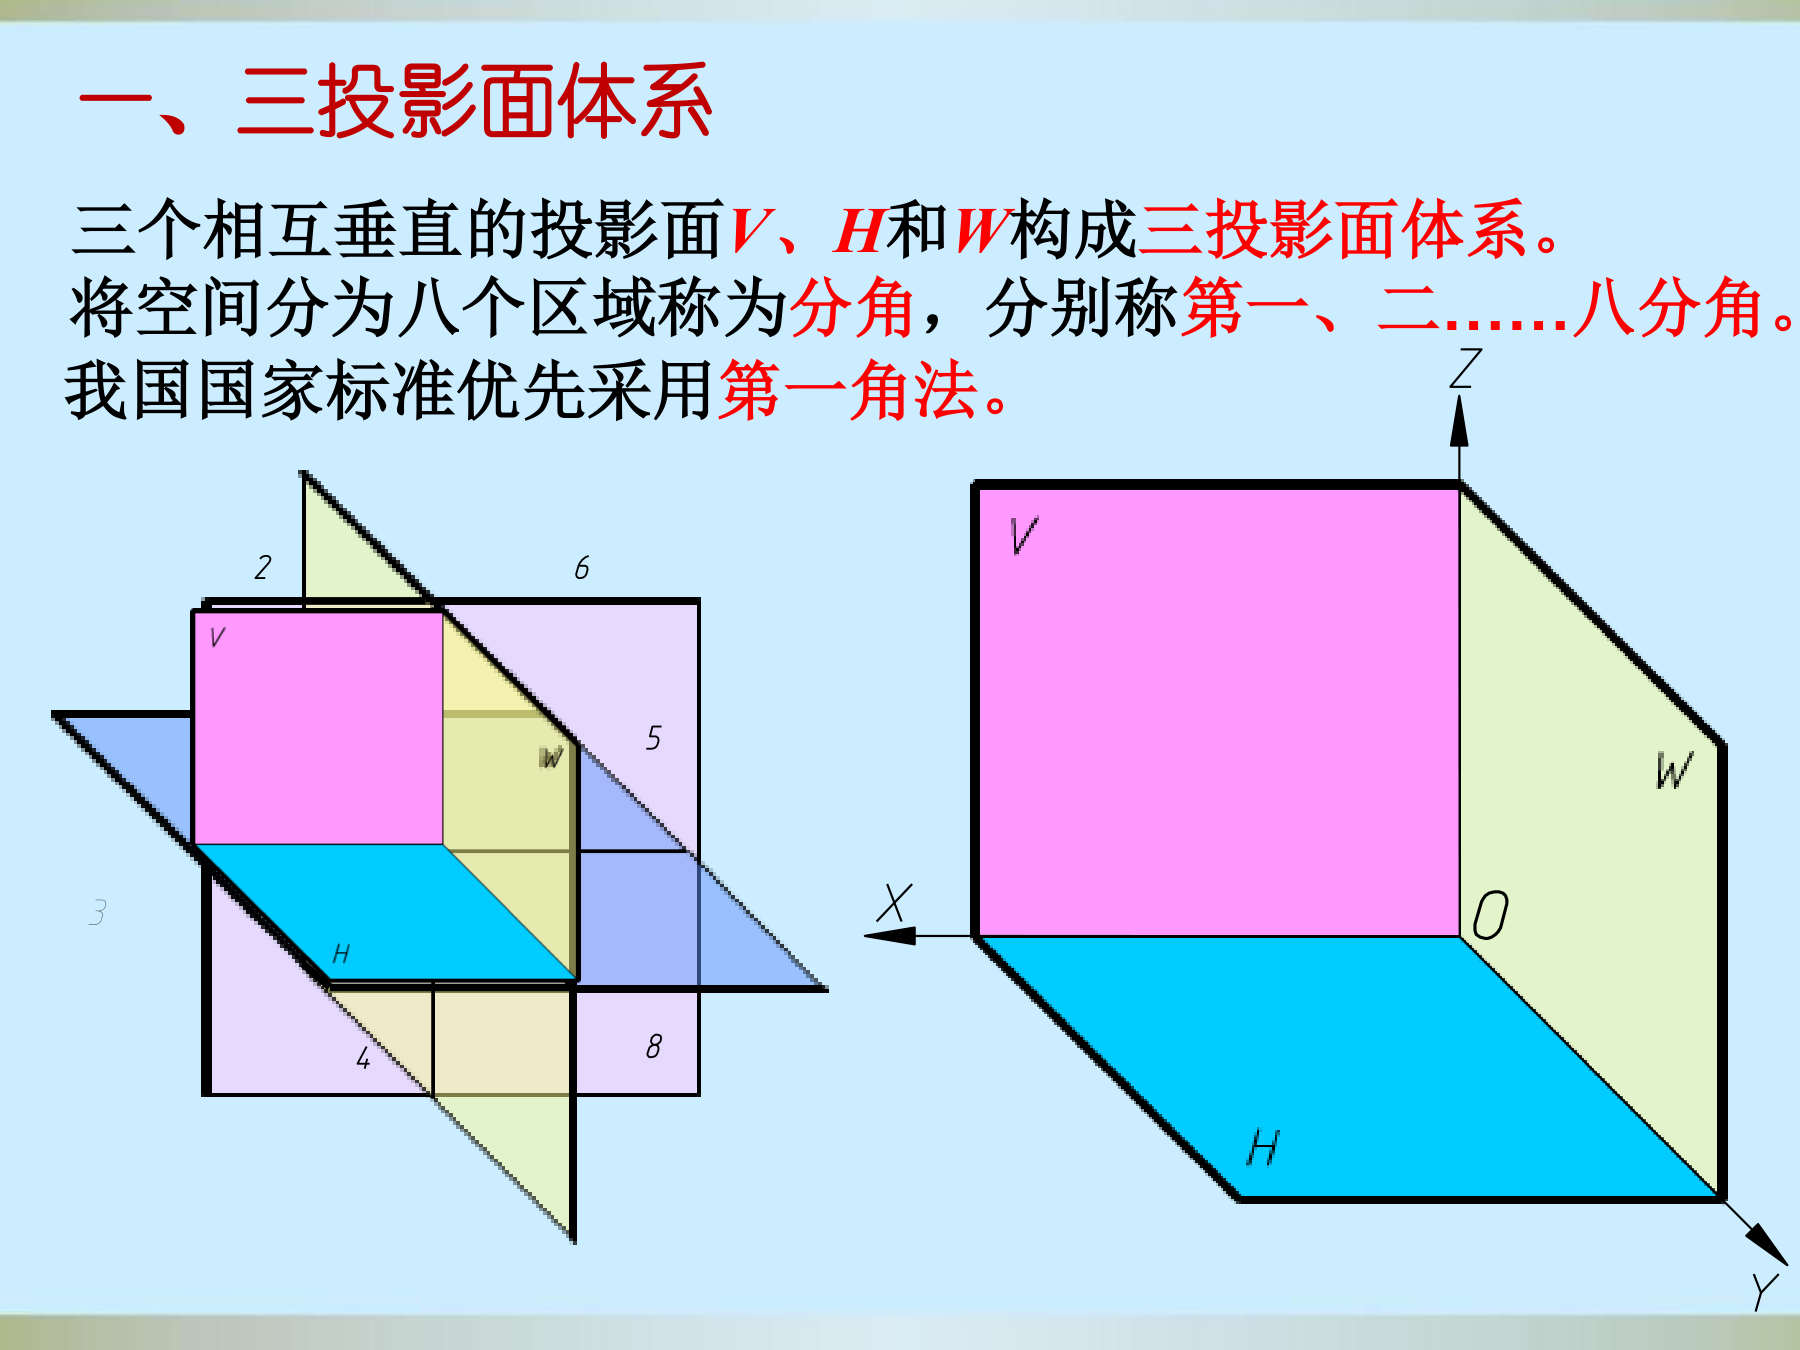 一、三投影面体系
三个相互垂直的投影面V、H和W构成三投影面体系。
将空间分为八个区域称为分角，分别称第一、二……八分角。
我国国家标准优先采用第一角法。
Z
V
2
6
V
5
W
W
X
O
3
H
4
8
H
Y